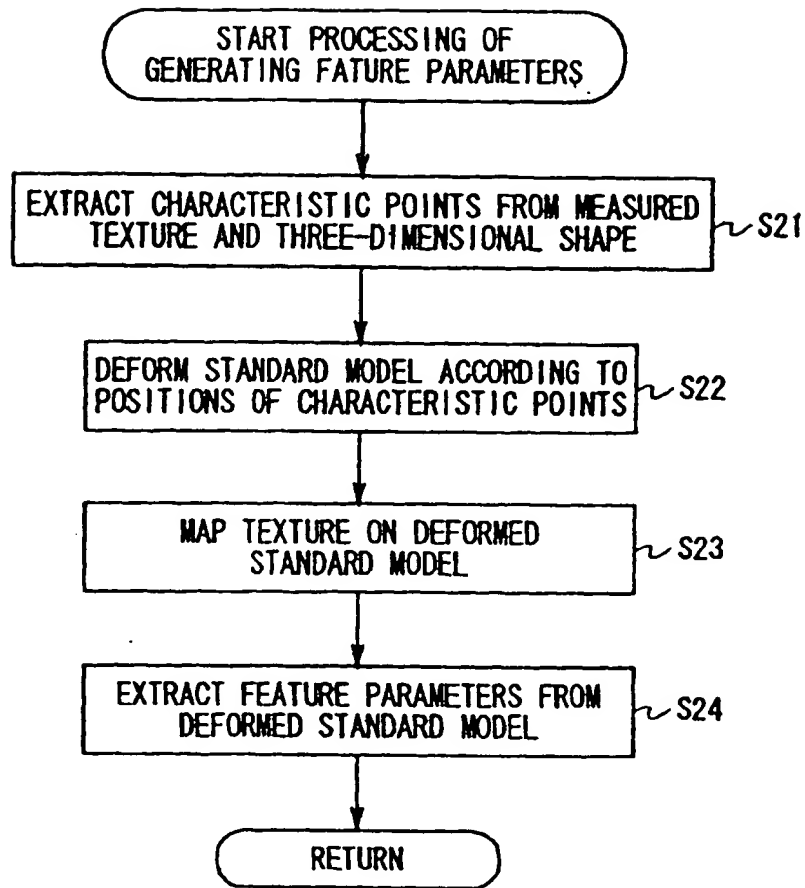 START PROCESSING OF
GENERATING FATURE PARAMETERS
EXTRACT CHARACTERISTIC POINTS FROM MEASURED
TEXTURE AND THREE-DIMENSIONAL SHAPE
S21
DEFORM STANDARD MODEL ACCORDING TO
POSITIONS OF CHARACTERISTIC POINTS
S22
MAP TEXTURE ON DEFORMED
STANDARD MODEL
S23
EXTRACT FEATURE PARAMETERS FROM
DEFORMED STANDARD MODEL
S24
RETURN